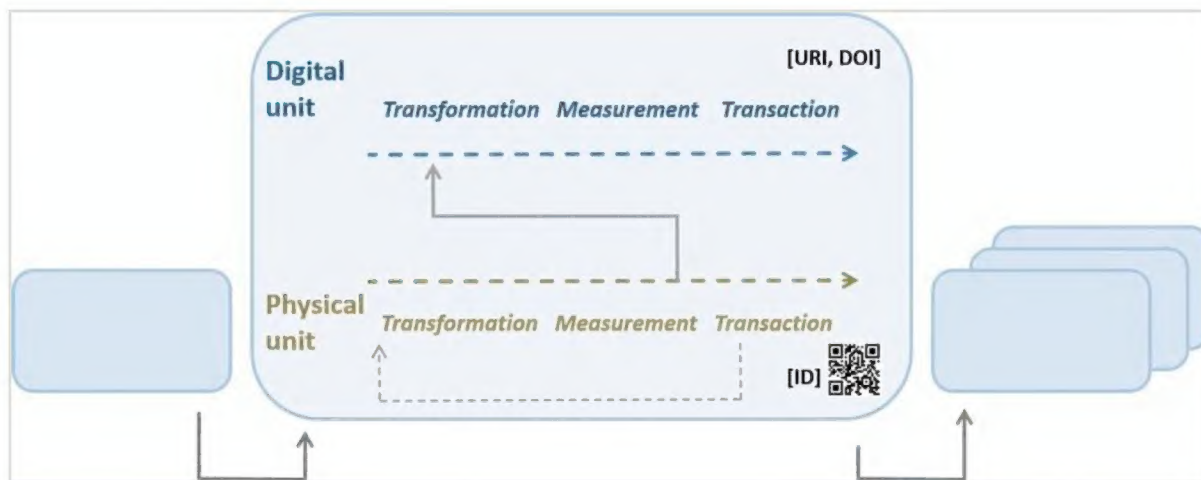 [URI, DOI]
Digital
unit
Transformation Measurement Transaction
Physical
unit
Transformation Measurement Transaction
[ID]